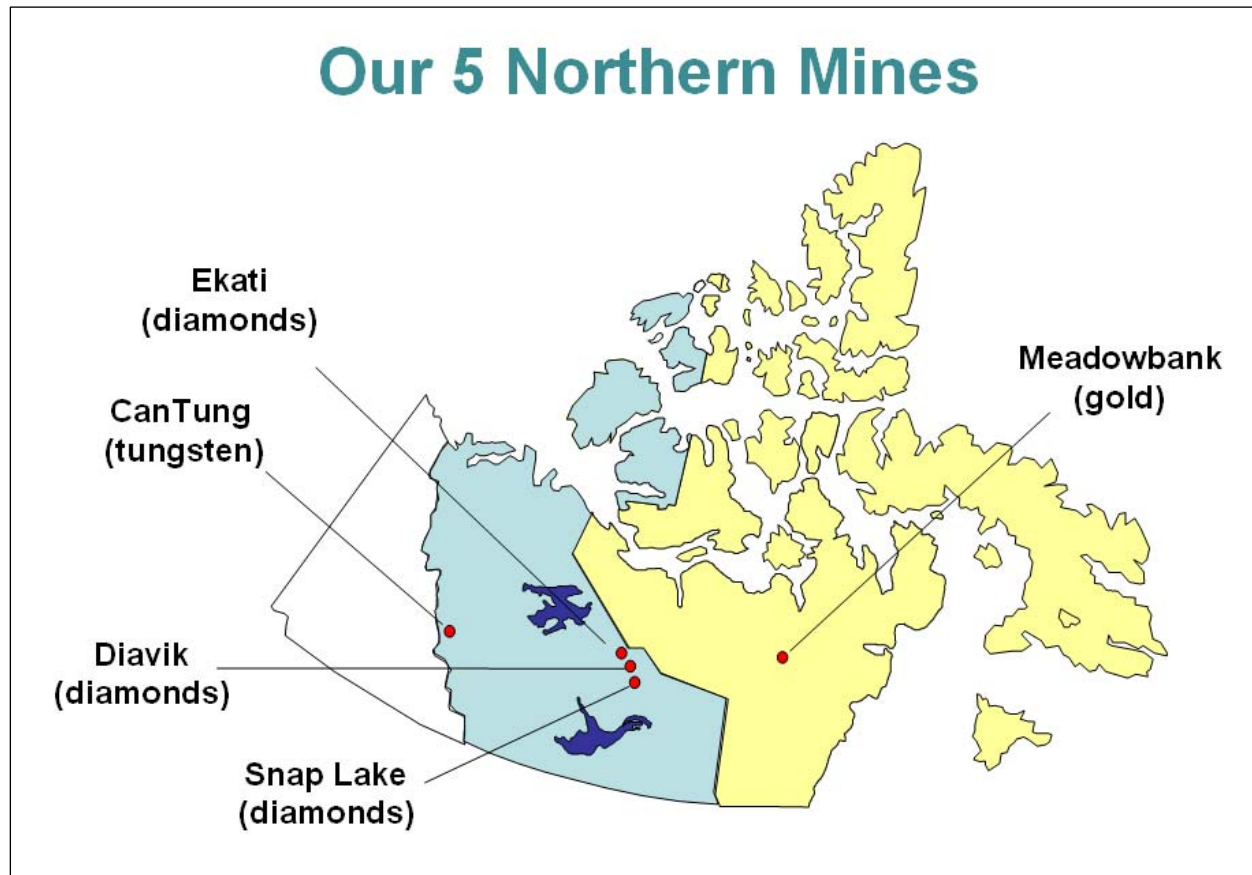 Our 5 Northern Mines
Ekati
(diamonds)
CanTung
(tungsten)
Meadowbank
(gold)
Diavik
(diamonds)
Snap Lake
(diamonds)